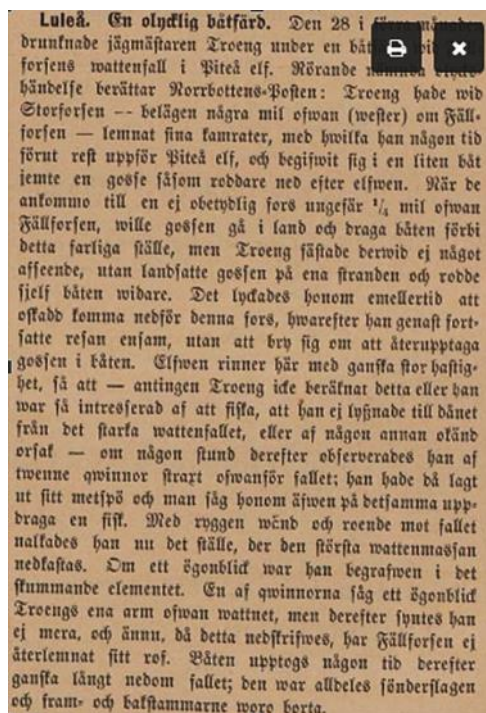 Luleå. En olycklig båtfärd. Den 28 i förra månaden
drunknade jägmästaren Troeng under en båt
forsens wattenfall i Piteå elf. Rörande
händelse berättar Norrbottens-Posten: Troeng hade wid
Storforsen -- belägen några mil ofwan (wester) om Fäll-
forsen — lemnat sina kamrater, med hwilka han någon tid
förut rest uppför Piteå elf, och begifwit sig i en liten båt
jemte en gosse såsom roddare ned efter elfwen. När de
ankommo till en ej obetydlig fors ungefär ¼ mil ofwan
Fällforsen, wille gossen gå i land och draga båten förbi
detta farliga ställe, men Troeng fästade derwid ej något
afseende, utan landsatte gossen på ena stranden och rodde
sjelf båten widare. Det lyckades honom emellertid att
oskadd komma nedför denna fors, hwarefter han genast fort-
satte resan ensam, utan att bry sig om att återupptaga
gossen i båten. Elfwen rinner här med ganska stor hastig-
het, så att — antingen Troeng icke beräknat detta eller han
war så intresserad af att fiska, att han ej lyßnade till dånet
från det starka wattenfallet, eller af någon annan okänd
orsak — om någon stund derefter observerades han af
twenne qwinnor straxt ofwanför fallet; han hade då lagt
ut sitt metspö och man såg honom äfwen på detsamma upp-
draga en fisk. Med ryggen wänd och roende mot fallet
nalkades han nu det ställe, der den största wattenmassan
nedkastas. Om ett ögonblick war han begrafwen i det
skummande elementet. En af qwinnorna såg ett ögonblick
Troengs ena arm ofwan wattnet, men derefter syntes han
ej mera, och ännu, då detta nedskrifwes, har Fällforsen ej
återlemnat sitt rof. Båten upptogs någon tid derefter
ganska långt nedom fallet; den war alldeles sönderslagen
och fram- och bakstammarne woro borta.